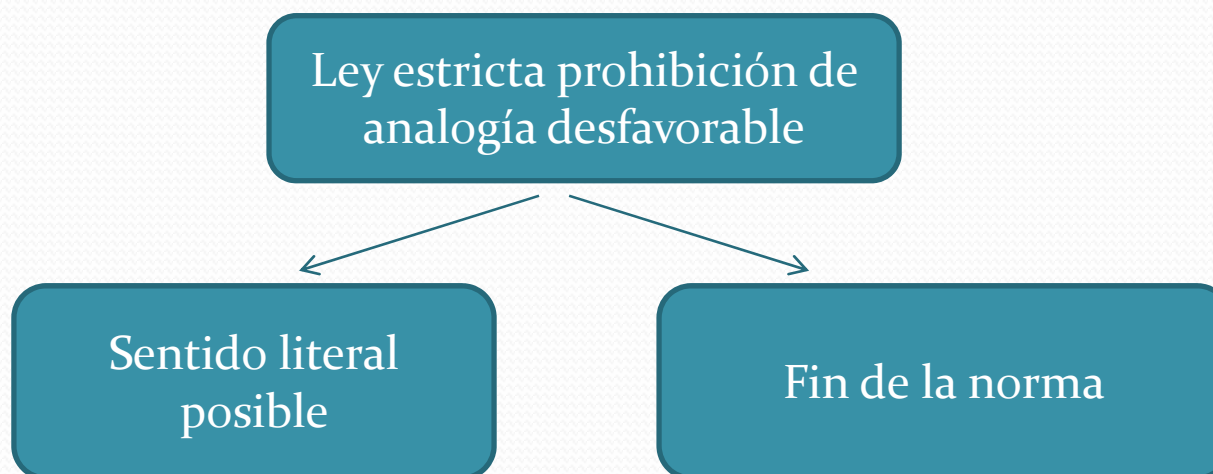 Ley estricta prohibición de
analogía desfavorable
Sentido literal
posible
Fin de la norma